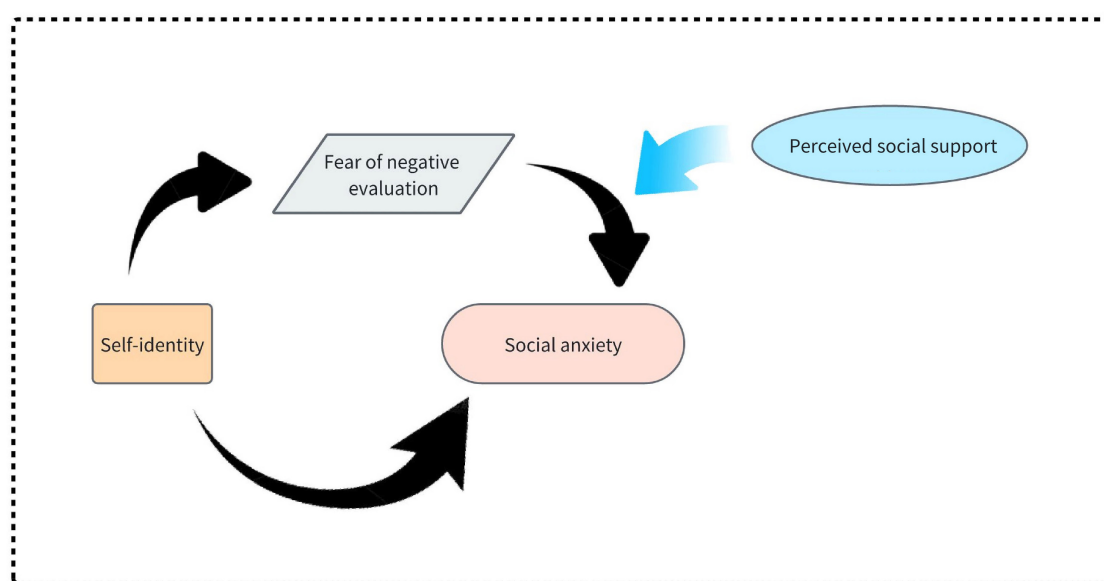 Fear of negative
evaluation
Perceived social support
Self-identity
Social anxiety